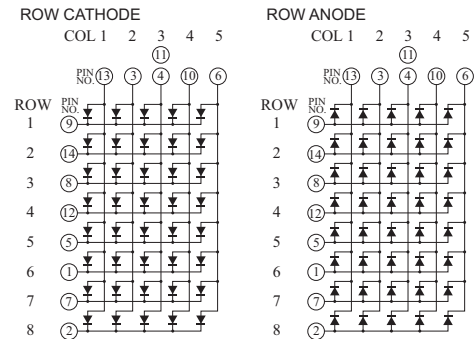 ROW CATHODE
COL 1 2 3 4 5
11
PIN NO. 13 3 4 10 6
ROW PIN NO.
1 9
2 14
3 8
4 12
5 5
6 1
7 7
8 2
ROW ANODE
COL 1 2 3 4 5
11
PIN NO. 13 3 4 10 6
ROW PIN NO.
1 9
2 14
3 8
4 12
5 5
6 1
7 7
8 2